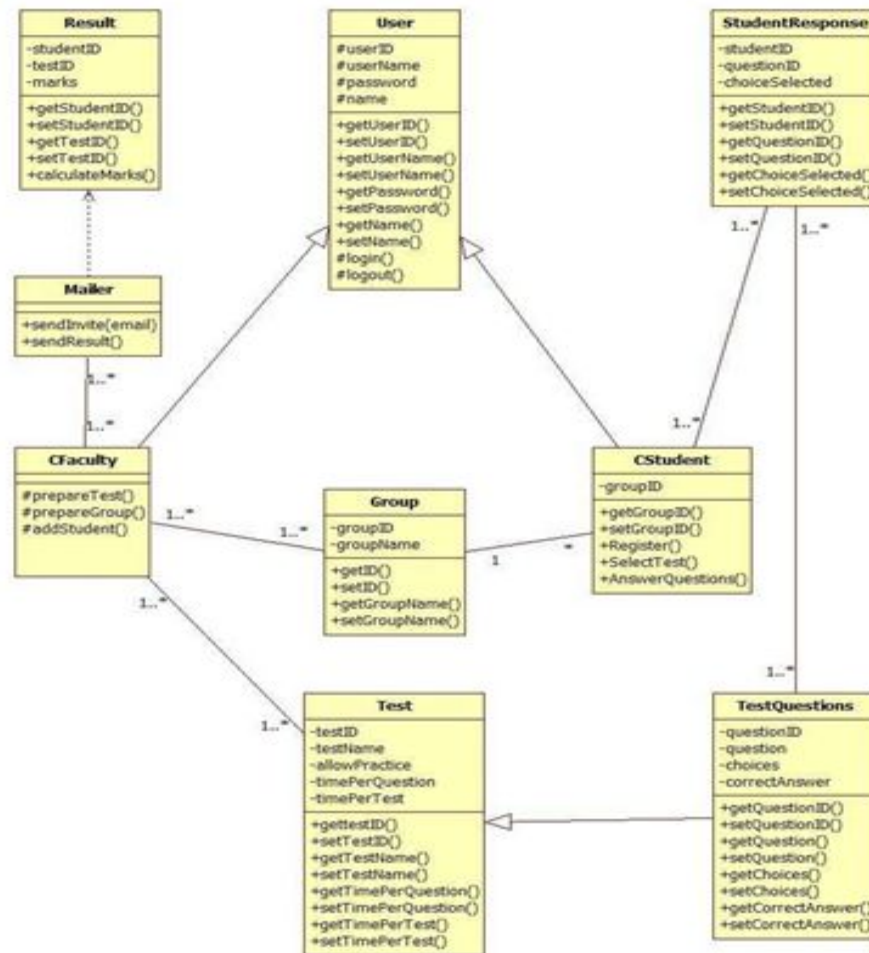 Result
-studentID
-testID
-marks
+getStudentID()
+setStudentID()
+getTestID()
+setTestID()
+calculateMarks()
User
#userID
#userName
#password
#name
+getUserID()
+setUserID()
+getUserName()
+setUserName()
+getPassword()
+setPassword()
+getName()
+setName()
#login()
#logout()
StudentResponse
-studentID
-questionID
-choiceSelected
+getStudentID()
+setStudentID()
+getQuestionID()
+setQuestionID()
+getChoiceSelected()
+setChoiceSelected()
1..*
1..*
Mailer
+sendInvite(email)
+sendResult()
1..*
1..*
1..*
CFaculty
#prepareTest()
#prepareGroup()
#addStudent()
1..*
1..*
1..*
Group
-groupID
-groupName
+getID()
+setID()
+getGroupName()
+setGroupName()
1
*
CStudent
-groupID
+getGroupID()
+setGroupID()
+Register()
+SelectTest()
+AnswerQuestions()
1..*
1..*
Test
-testID
-testName
-allowPractice
-timePerQuestion
-timePerTest
+gettestID()
+setTestID()
+getTestName()
+setTestName()
+getTimePerQuestion()
+setTimePerQuestion()
+getTimePerTest()
+setTimePerTest()
TestQuestions
-questionID
-question
-choices
-correctAnswer
+getQuestionID()
+setQuestionID()
+getQuestion()
+setQuestion()
+getChoices()
+setChoices()
+getCorrectAnswer()
+setCorrectAnswer()